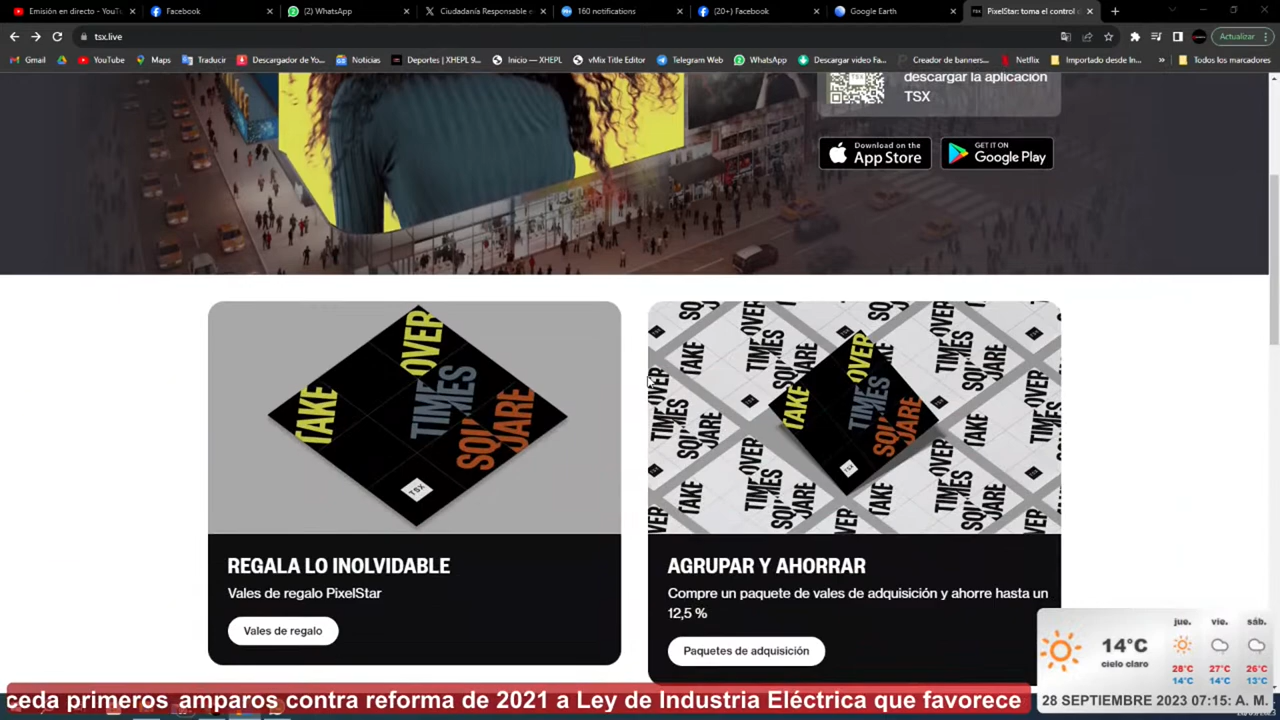 Emisión en directo - YouT
Facebook
(2) WhatsApp
Ciudadanía Responsable e
160 notifications
(20+) Facebook
Google Earth
PixelStar: toma el control d
tsx.live
Actualizar
Gmail
YouTube
Traducir
Maps
Descargador de Yo...
Noticias
Deportes | XHEPL 9...
Inicio — XHEPL
vMix Title Editor
Telegram Web
WhatsApp
Descargar video Fa...
Creador de banners...
Netflix
Importado desde In...
Todos los marcadores
descargar la aplicación
TSX
Download on the
App Store
GET IT ON
Google Play
TAKE
OVER
TIMES
SQUARE
TSX
TAKE
OVER
TIMES
SQUARE
TSX
REGALA LO INOLVIDABLE
Vales de regalo PixelStar
Vales de regalo
AGRUPAR Y AHORRAR
Compre un paquete de vales de adquisición y ahorre hasta un
12,5 %
Paquetes de adquisición
14°C
cielo claro
jue. vie. sáb.
28°C 27°C 26°C
14°C 14°C 13°C
ceda primeros amparos contra reforma de 2021 a Ley de Industria Eléctrica que favorece
28 SEPTIEMBRE 2023 07:15: A. M.